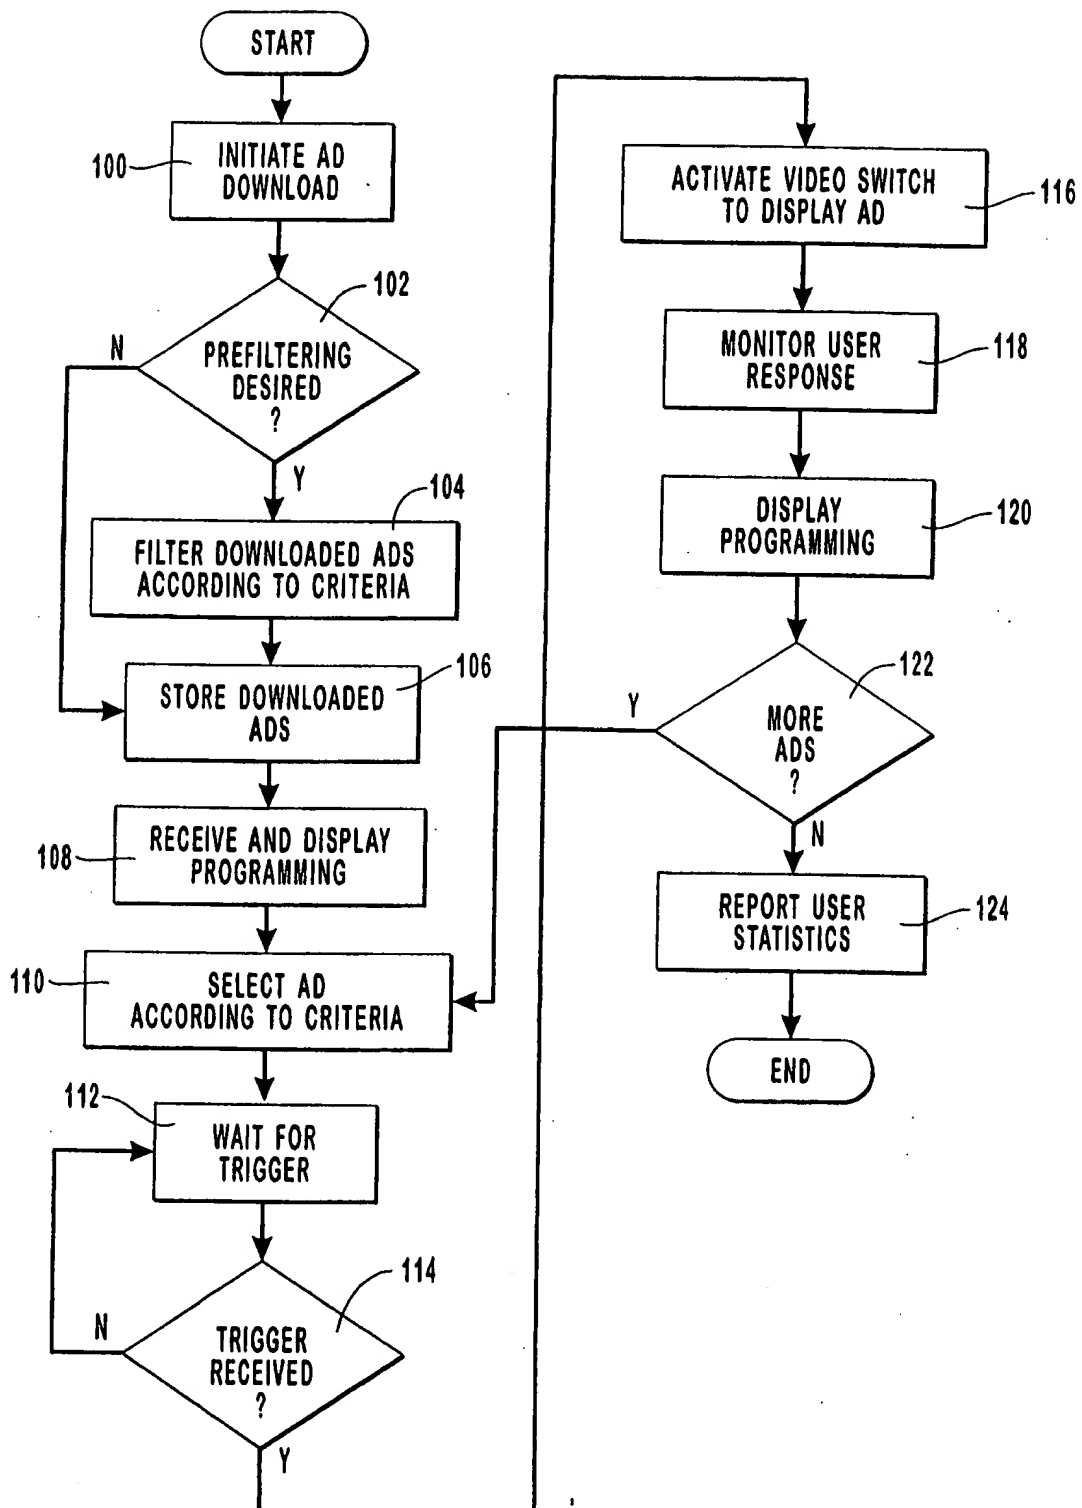 START
100
INITIATE AD
DOWNLOAD
102
N
PREFILTERING
DESIRED
?
Y
104
FILTER DOWNLOADED ADS
ACCORDING TO CRITERIA
106
STORE DOWNLOADED
ADS
108
RECEIVE AND DISPLAY
PROGRAMMING
110
SELECT AD
ACCORDING TO CRITERIA
112
WAIT FOR
TRIGGER
114
N
TRIGGER
RECEIVED
?
Y
ACTIVATE VIDEO SWITCH
TO DISPLAY AD
116
MONITOR USER
RESPONSE
118
DISPLAY
PROGRAMMING
120
122
Y
MORE
ADS
?
N
REPORT USER
STATISTICS
124
END